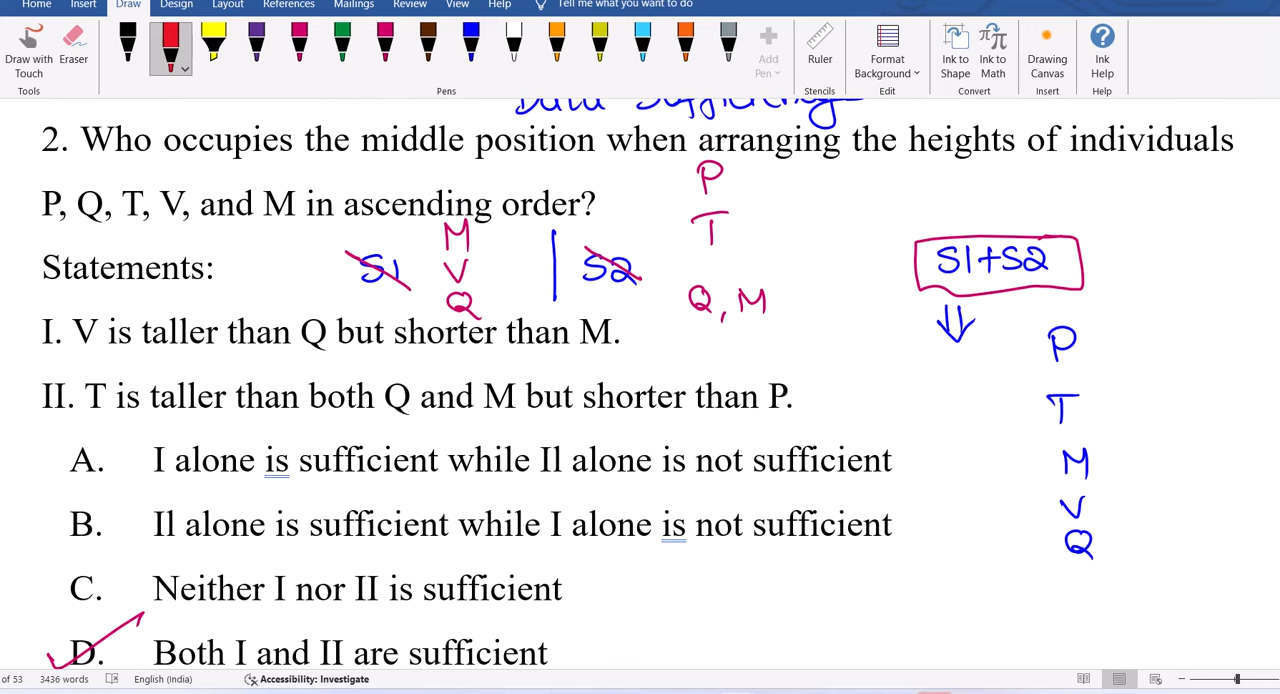 Home Insert Draw Design Layout References Mailings Review View Help Tell me what you want to do
Draw with Touch Eraser Add Pen Ruler Format Background Ink to Shape Ink to Math Drawing Canvas Ink Help
Tools Pens Stencils Edit Convert Insert Help
Data Sufficiency
2. Who occupies the middle position when arranging the heights of individuals
P
P, Q, T, V, and M in ascending order?
T
M
Statements: S1 V S2 S1+S2
Q Q, M
I. V is taller than Q but shorter than M.
P
II. T is taller than both Q and M but shorter than P.
T
A. I alone is sufficient while Il alone is not sufficient
M
V
B. Il alone is sufficient while I alone is not sufficient
Q
C. Neither I nor II is sufficient
D. Both I and II are sufficient
of 53 3436 words English (India) Accessibility: Investigate